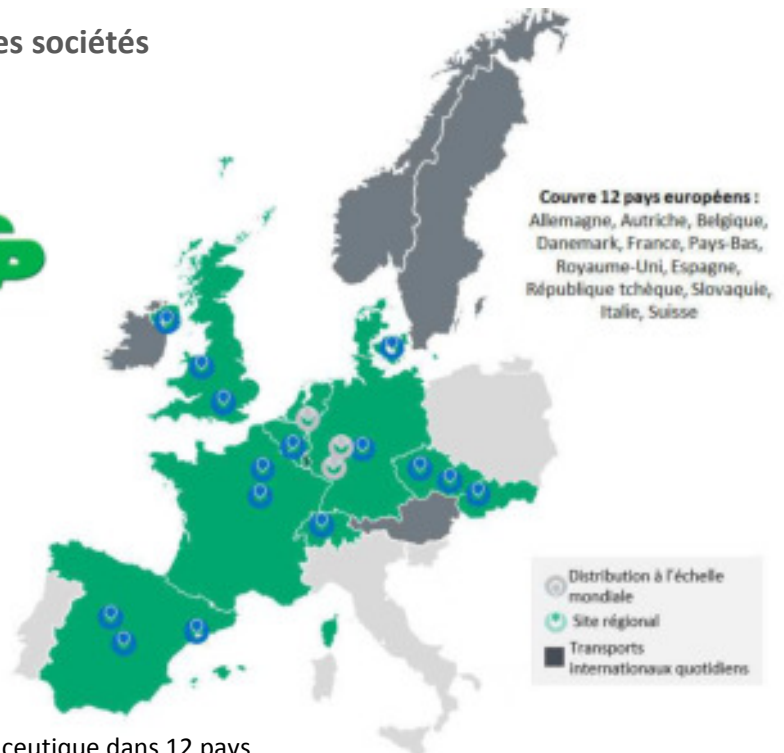 es sociétés
Couvre 12 pays européens :
Allemagne, Autriche, Belgique,
Danemark, France, Pays-Bas,
Royaume-Uni, Espagne,
République tchèque, Slovaquie,
Italie, Suisse
Distribution à l'échelle
mondiale
Site régional
Transports
internationaux quotidiens
ceutique dans 12 pays